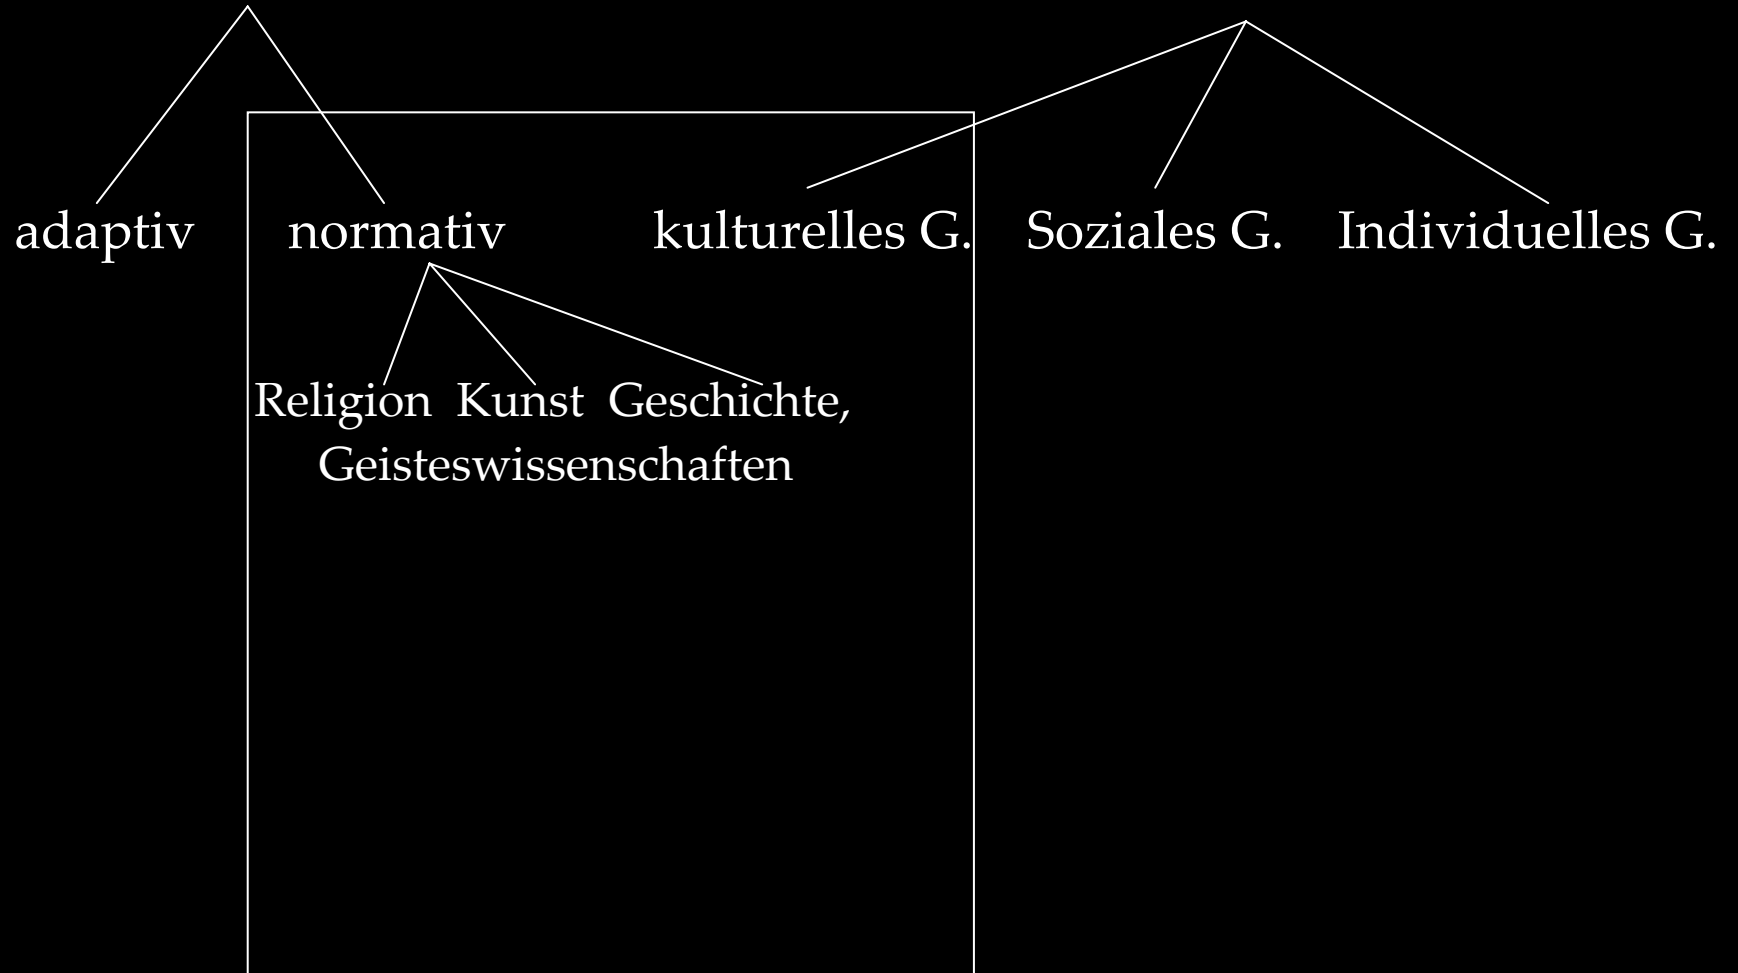 adaptiv normativ kulturelles G. Soziales G. Individuelles G.
Religion Kunst Geschichte,
Geisteswissenschaften